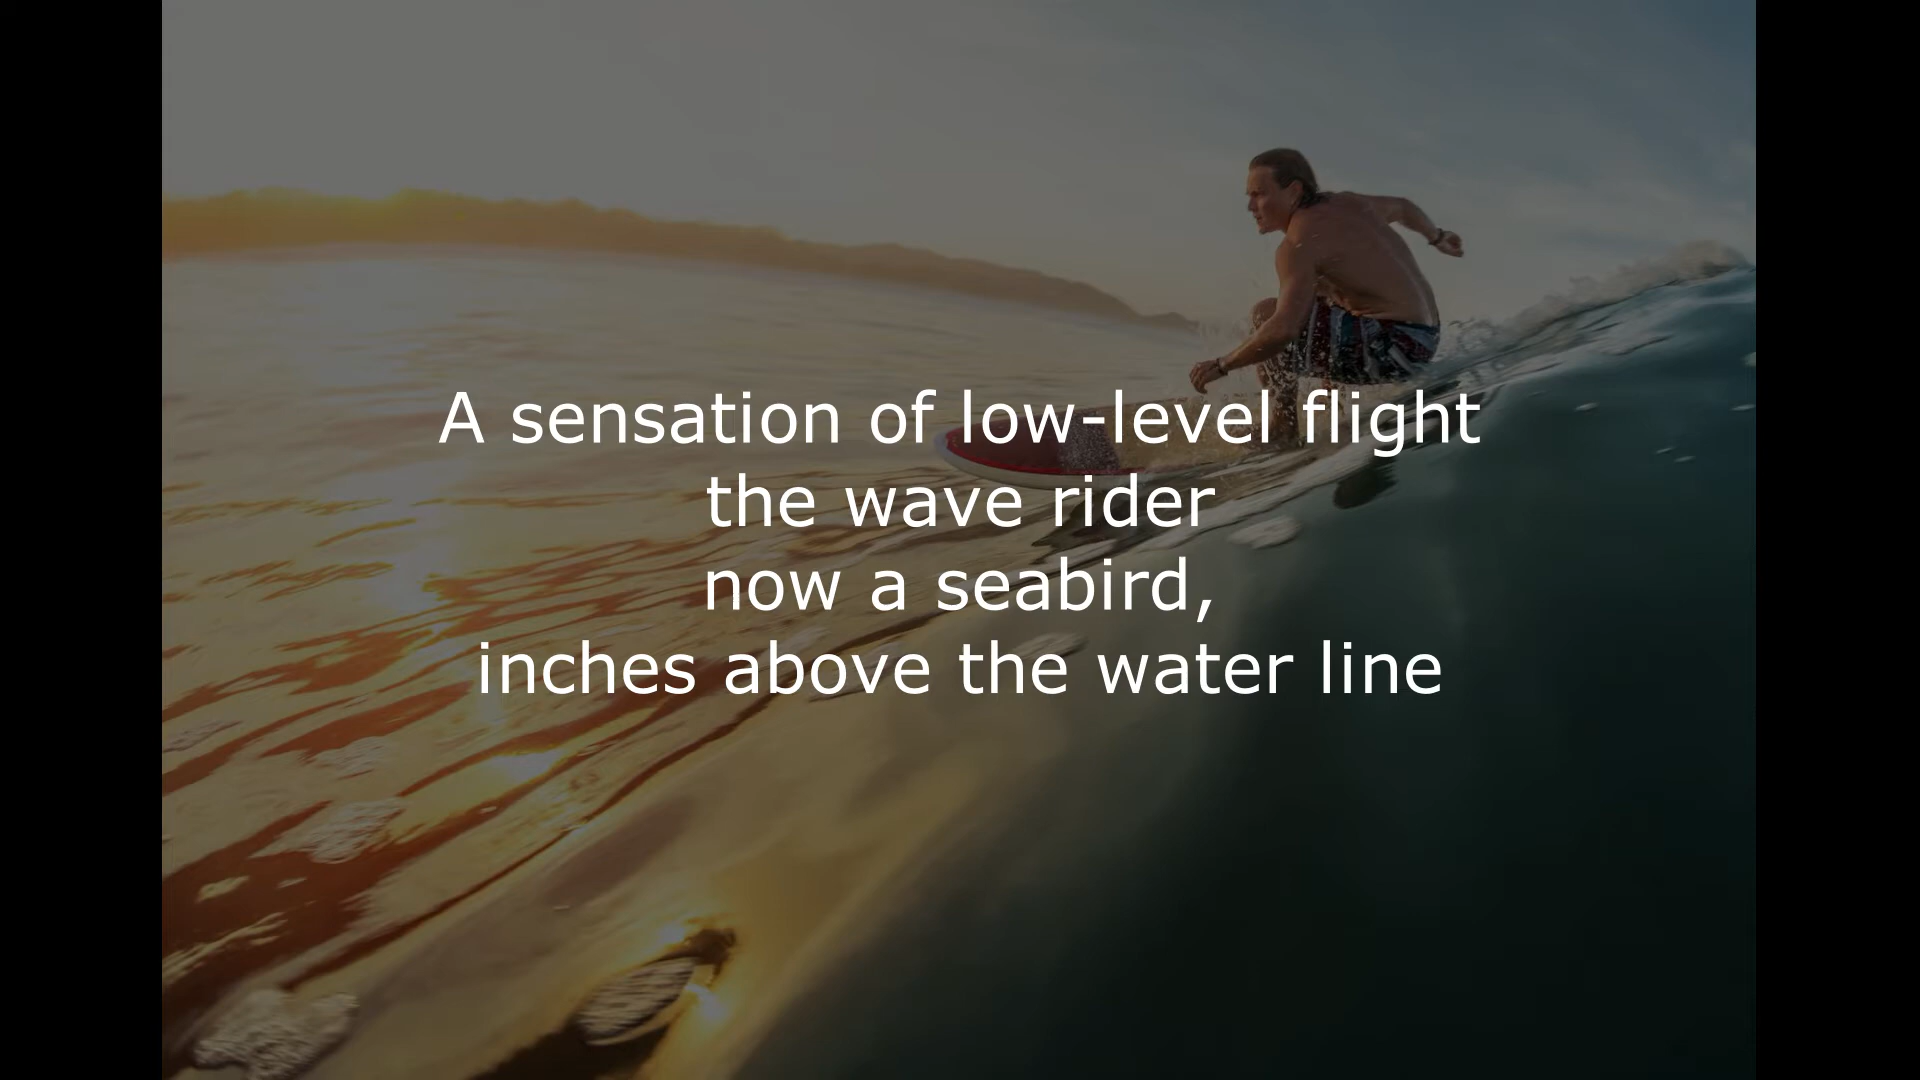 A sensation of low-level flight
the wave rider
now a seabird,
inches above the water line